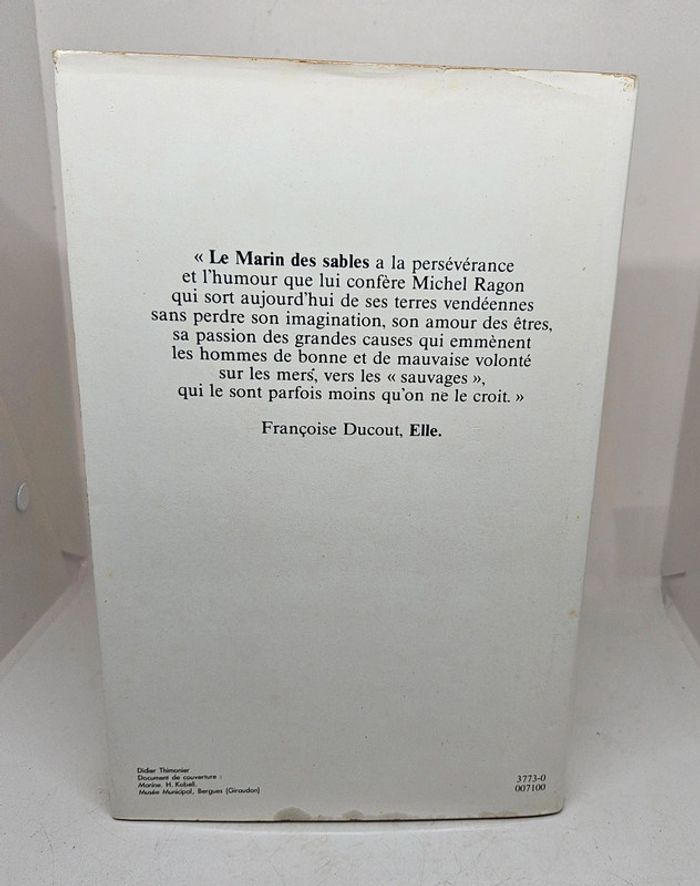 « Le Marin des sables a la persévérance
et l'humour que lui confère Michel Ragon
qui sort aujourd'hui de ses terres vendéennes
sans perdre son imagination, son amour des êtres,
sa passion des grandes causes qui emmènent
les hommes de bonne et de mauvaise volonté
sur les mers, vers les « sauvages »,
qui le sont parfois moins qu'on ne le croit. »
Françoise Ducout, Elle.
Didier Thimonier
Document de couverture :
Marine. H. Kobell.
Musée Municipal, Bergues (Giraudon)
3773-0
007100